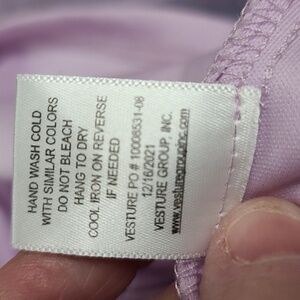 HAND WASH COLD
WITH SIMILAR COLORS
DO NOT BLEACH
HANG TO DRY
COOL IRON ON REVERSE
IF NEEDED
VESTURE PO # 10008531-08
12/16/2021
VESTURE GROUP, INC.
www.vesturegroupinc.com